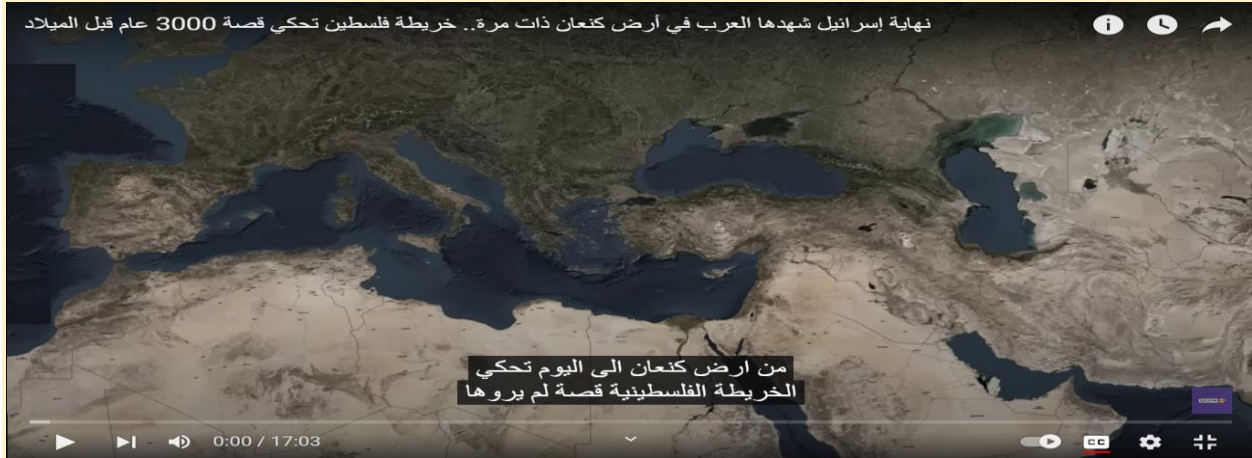 نهاية إسرائيل شهدها العرب في أرض كنعان ذات مرة.. خريطة فلسطين تحكي قصة 3000 عام قبل الميلاد
من ارض كنعان الى اليوم تحكي
الخريطة الفلسطينية قصة لم يروها
0:00 / 17:03
CC